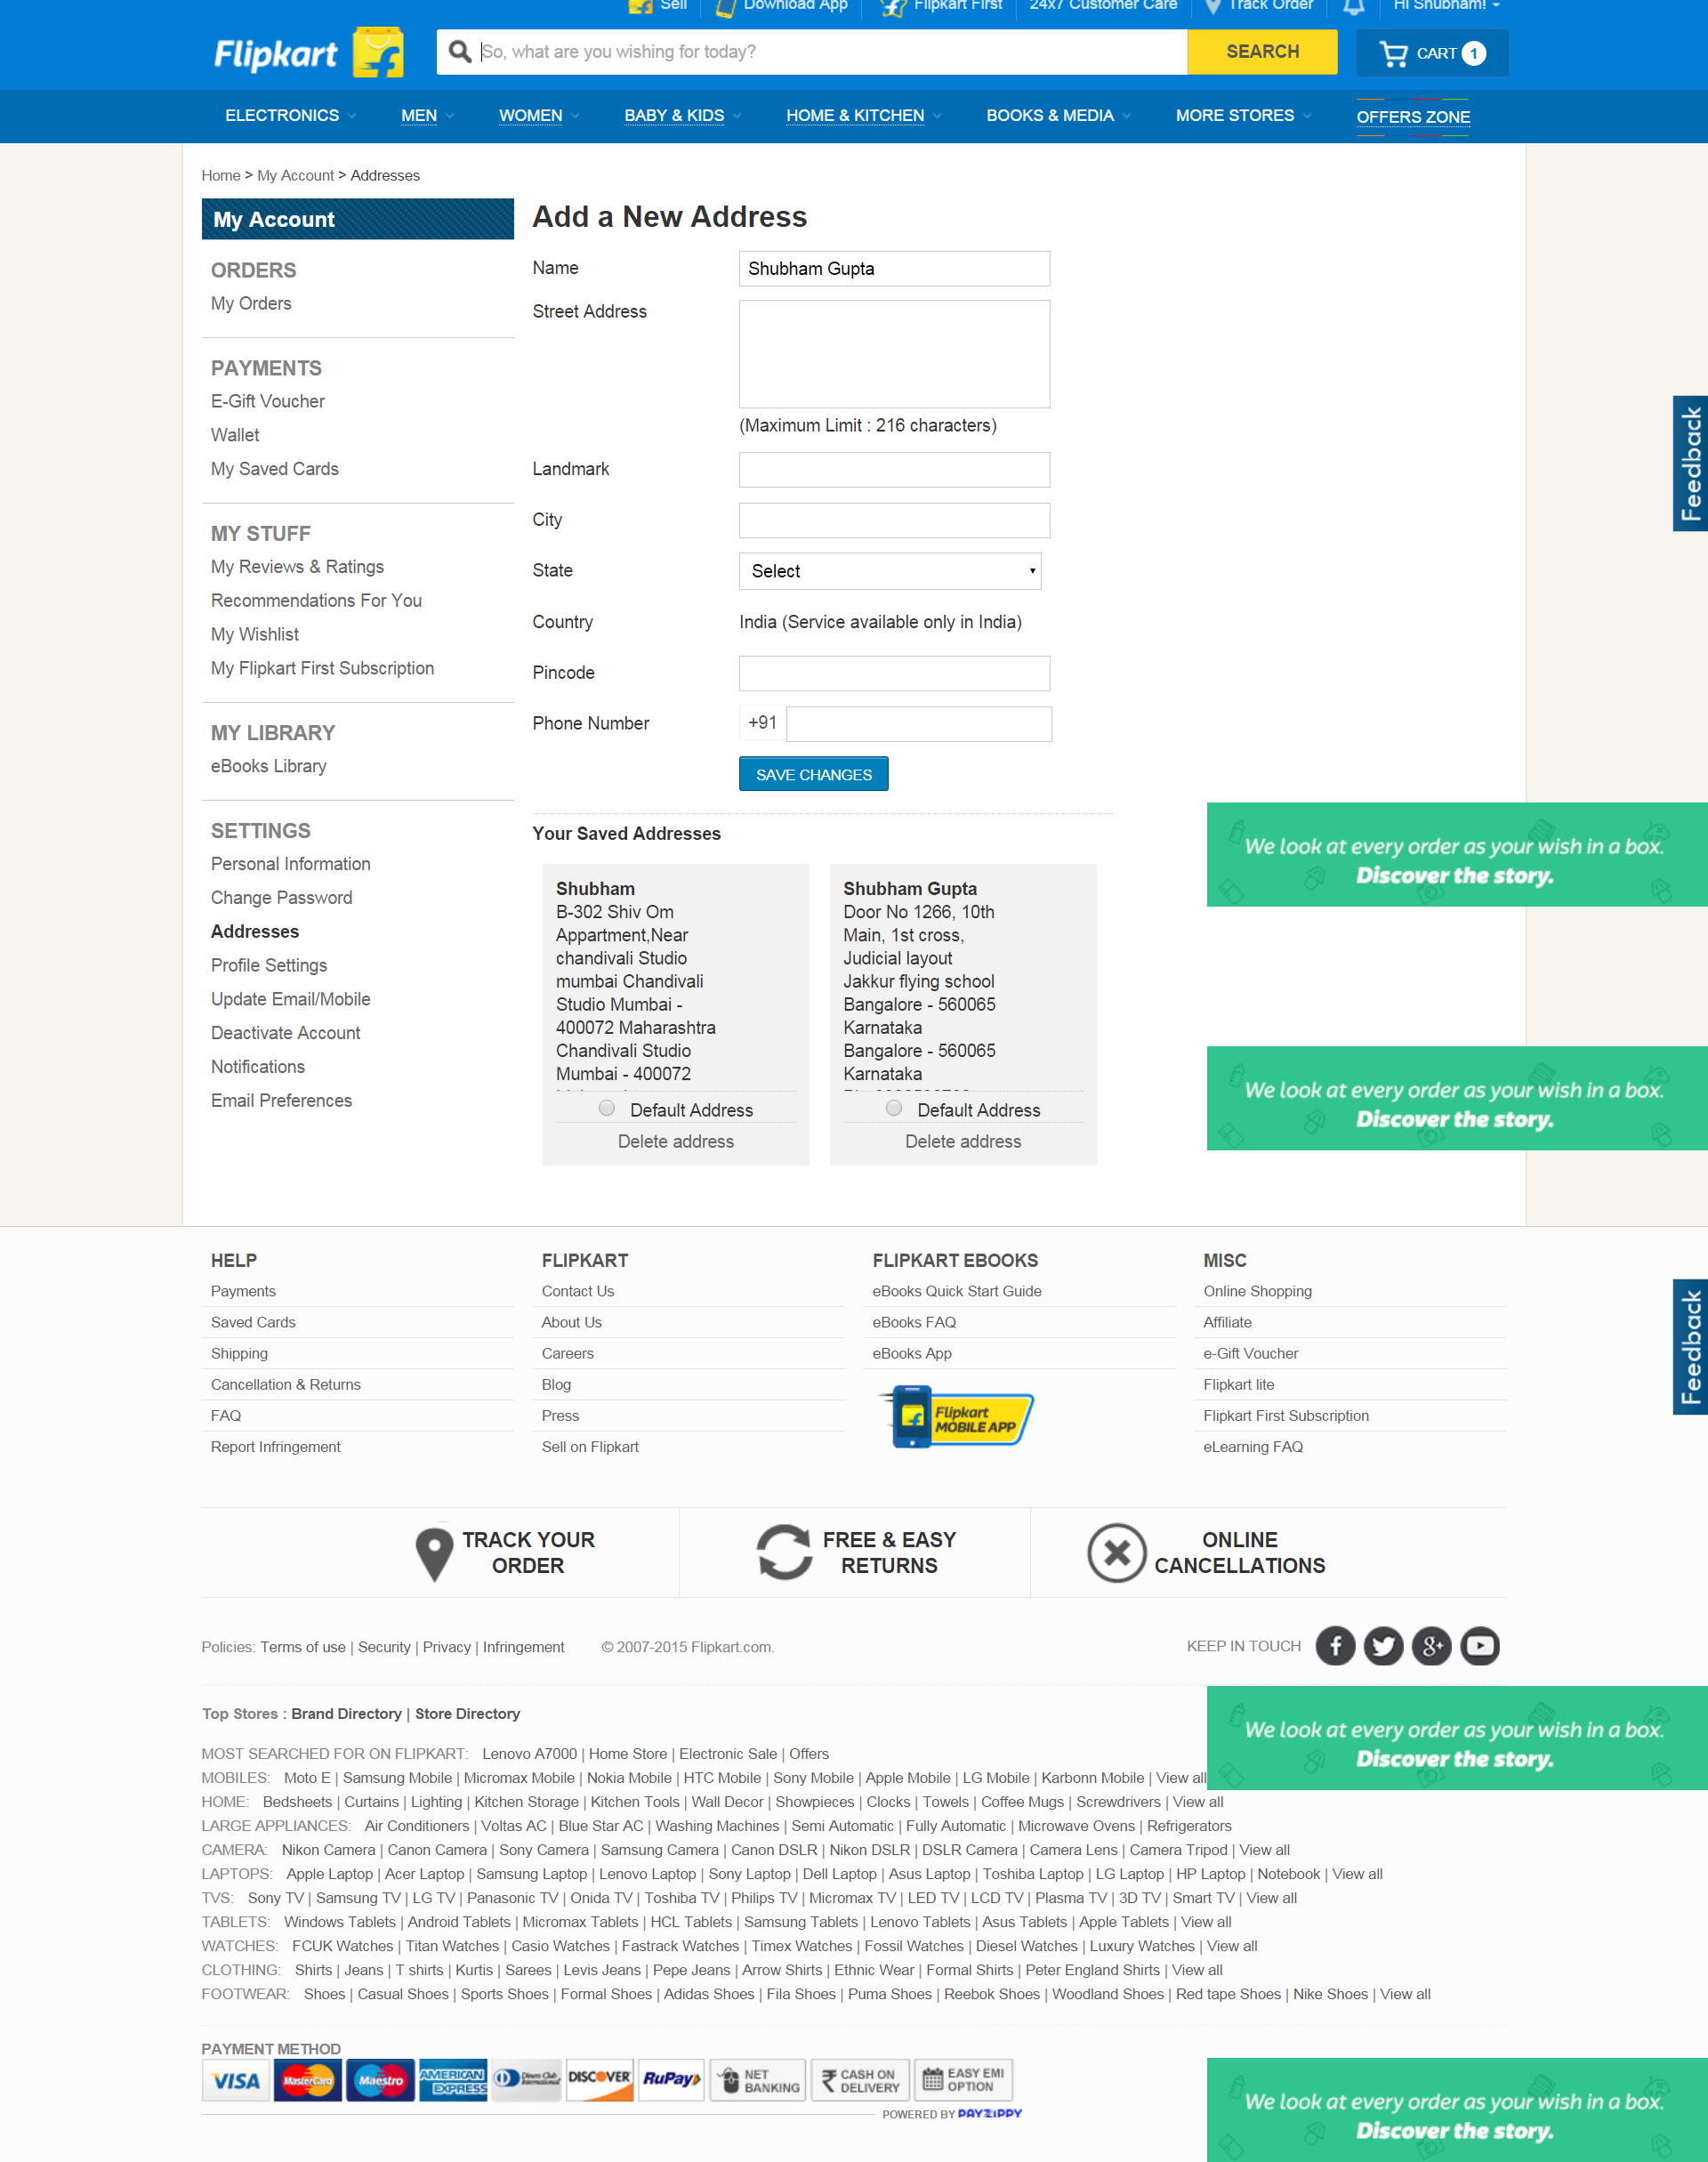 Sell Download App Flipkart First 24x7 Customer Care Track Order Hi Shubham!
Flipkart So, what are you wishing for today? SEARCH CART 1
ELECTRONICS MEN WOMEN BABY & KIDS HOME & KITCHEN BOOKS & MEDIA MORE STORES OFFERS ZONE
Home > My Account > Addresses
My Account
ORDERS
My Orders
PAYMENTS
E-Gift Voucher
Wallet
My Saved Cards
MY STUFF
My Reviews & Ratings
Recommendations For You
My Wishlist
My Flipkart First Subscription
MY LIBRARY
eBooks Library
SETTINGS
Personal Information
Change Password
Addresses
Profile Settings
Update Email/Mobile
Deactivate Account
Notifications
Email Preferences
Add a New Address
Name Shubham Gupta
Street Address
(Maximum Limit : 216 characters)
Landmark
City
State Select
Country India (Service available only in India)
Pincode
Phone Number +91
SAVE CHANGES
Your Saved Addresses
Shubham
B-302 Shiv Om
Appartment,Near
chandivali Studio
mumbai Chandivali
Studio Mumbai -
400072 Maharashtra
Chandivali Studio
Mumbai - 400072
Default Address
Delete address
Shubham Gupta
Door No 1266, 10th
Main, 1st cross,
Judicial layout
Jakkur flying school
Bangalore - 560065
Karnataka
Bangalore - 560065
Karnataka
Default Address
Delete address
Feedback
We look at every order as your wish in a box.
Discover the story.
We look at every order as your wish in a box.
Discover the story.
HELP
Payments
Saved Cards
Shipping
Cancellation & Returns
FAQ
Report Infringement
FLIPKART
Contact Us
About Us
Careers
Blog
Press
Sell on Flipkart
FLIPKART EBOOKS
eBooks Quick Start Guide
eBooks FAQ
eBooks App
Flipkart
MOBILE APP
MISC
Online Shopping
Affiliate
e-Gift Voucher
Flipkart lite
Flipkart First Subscription
eLearning FAQ
Feedback
TRACK YOUR
ORDER
FREE & EASY
RETURNS
ONLINE
CANCELLATIONS
Policies: Terms of use | Security | Privacy | Infringement © 2007-2015 Flipkart.com. KEEP IN TOUCH
Top Stores : Brand Directory | Store Directory
We look at every order as your wish in a box.
Discover the story.
MOST SEARCHED FOR ON FLIPKART: Lenovo A7000 | Home Store | Electronic Sale | Offers
MOBILES: Moto E | Samsung Mobile | Micromax Mobile | Nokia Mobile | HTC Mobile | Sony Mobile | Apple Mobile | LG Mobile | Karbonn Mobile | View all
HOME: Bedsheets | Curtains | Lighting | Kitchen Storage | Kitchen Tools | Wall Decor | Showpieces | Clocks | Towels | Coffee Mugs | Screwdrivers | View all
LARGE APPLIANCES: Air Conditioners | Voltas AC | Blue Star AC | Washing Machines | Semi Automatic | Fully Automatic | Microwave Ovens | Refrigerators
CAMERA: Nikon Camera | Canon Camera | Sony Camera | Samsung Camera | Canon DSLR | Nikon DSLR | DSLR Camera | Camera Lens | Camera Tripod | View all
LAPTOPS: Apple Laptop | Acer Laptop | Samsung Laptop | Lenovo Laptop | Sony Laptop | Dell Laptop | Asus Laptop | Toshiba Laptop | LG Laptop | HP Laptop | Notebook | View all
TVS: Sony TV | Samsung TV | LG TV | Panasonic TV | Onida TV | Toshiba TV | Philips TV | Micromax TV | LED TV | LCD TV | Plasma TV | 3D TV | Smart TV | View all
TABLETS: Windows Tablets | Android Tablets | Micromax Tablets | HCL Tablets | Samsung Tablets | Lenovo Tablets | Asus Tablets | Apple Tablets | View all
WATCHES: FCUK Watches | Titan Watches | Casio Watches | Fastrack Watches | Timex Watches | Fossil Watches | Diesel Watches | Luxury Watches | View all
CLOTHING: Shirts | Jeans | T shirts | Kurtis | Sarees | Levis Jeans | Pepe Jeans | Arrow Shirts | Ethnic Wear | Formal Shirts | Peter England Shirts | View all
FOOTWEAR: Shoes | Casual Shoes | Sports Shoes | Formal Shoes | Adidas Shoes | Fila Shoes | Puma Shoes | Reebok Shoes | Woodland Shoes | Red tape Shoes | Nike Shoes | View all
PAYMENT METHOD
VISA MasterCard Maestro AMERICAN EXPRESS Diners Club International DISCOVER RuPay NET BANKING CASH ON DELIVERY EASY EMI OPTION
POWERED BY PAYZIPPY
We look at every order as your wish in a box.
Discover the story.